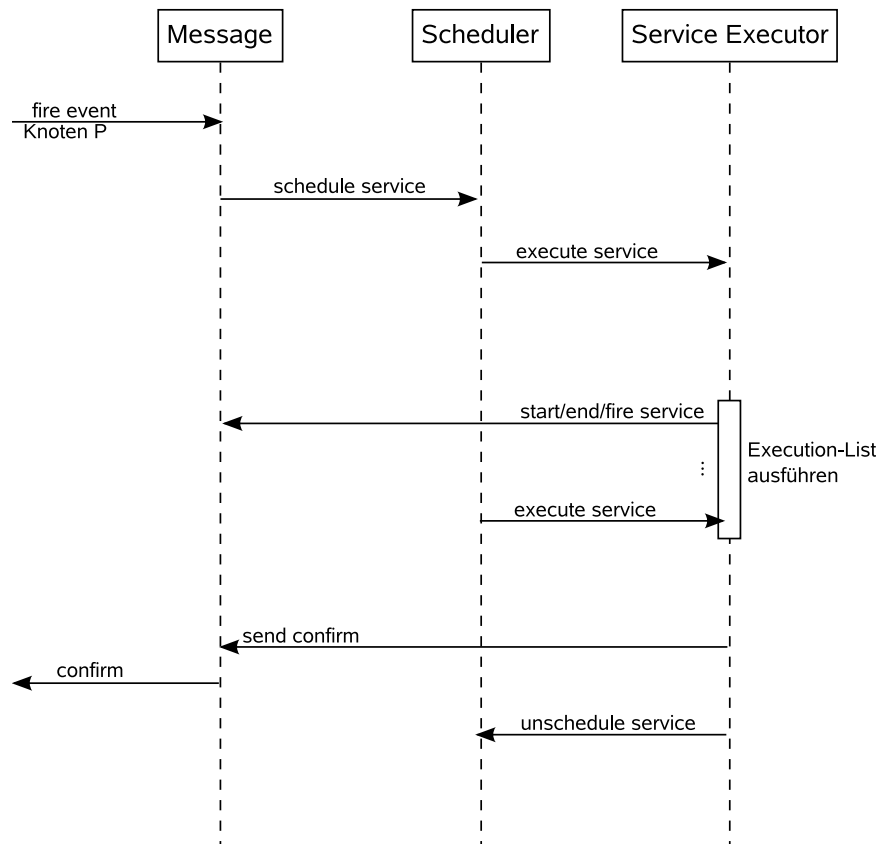 Message
Scheduler
Service Executor
fire event
Knoten P
schedule service
execute service
start/end/fire service
Execution-List
...
ausführen
execute service
send confirm
confirm
unschedule service